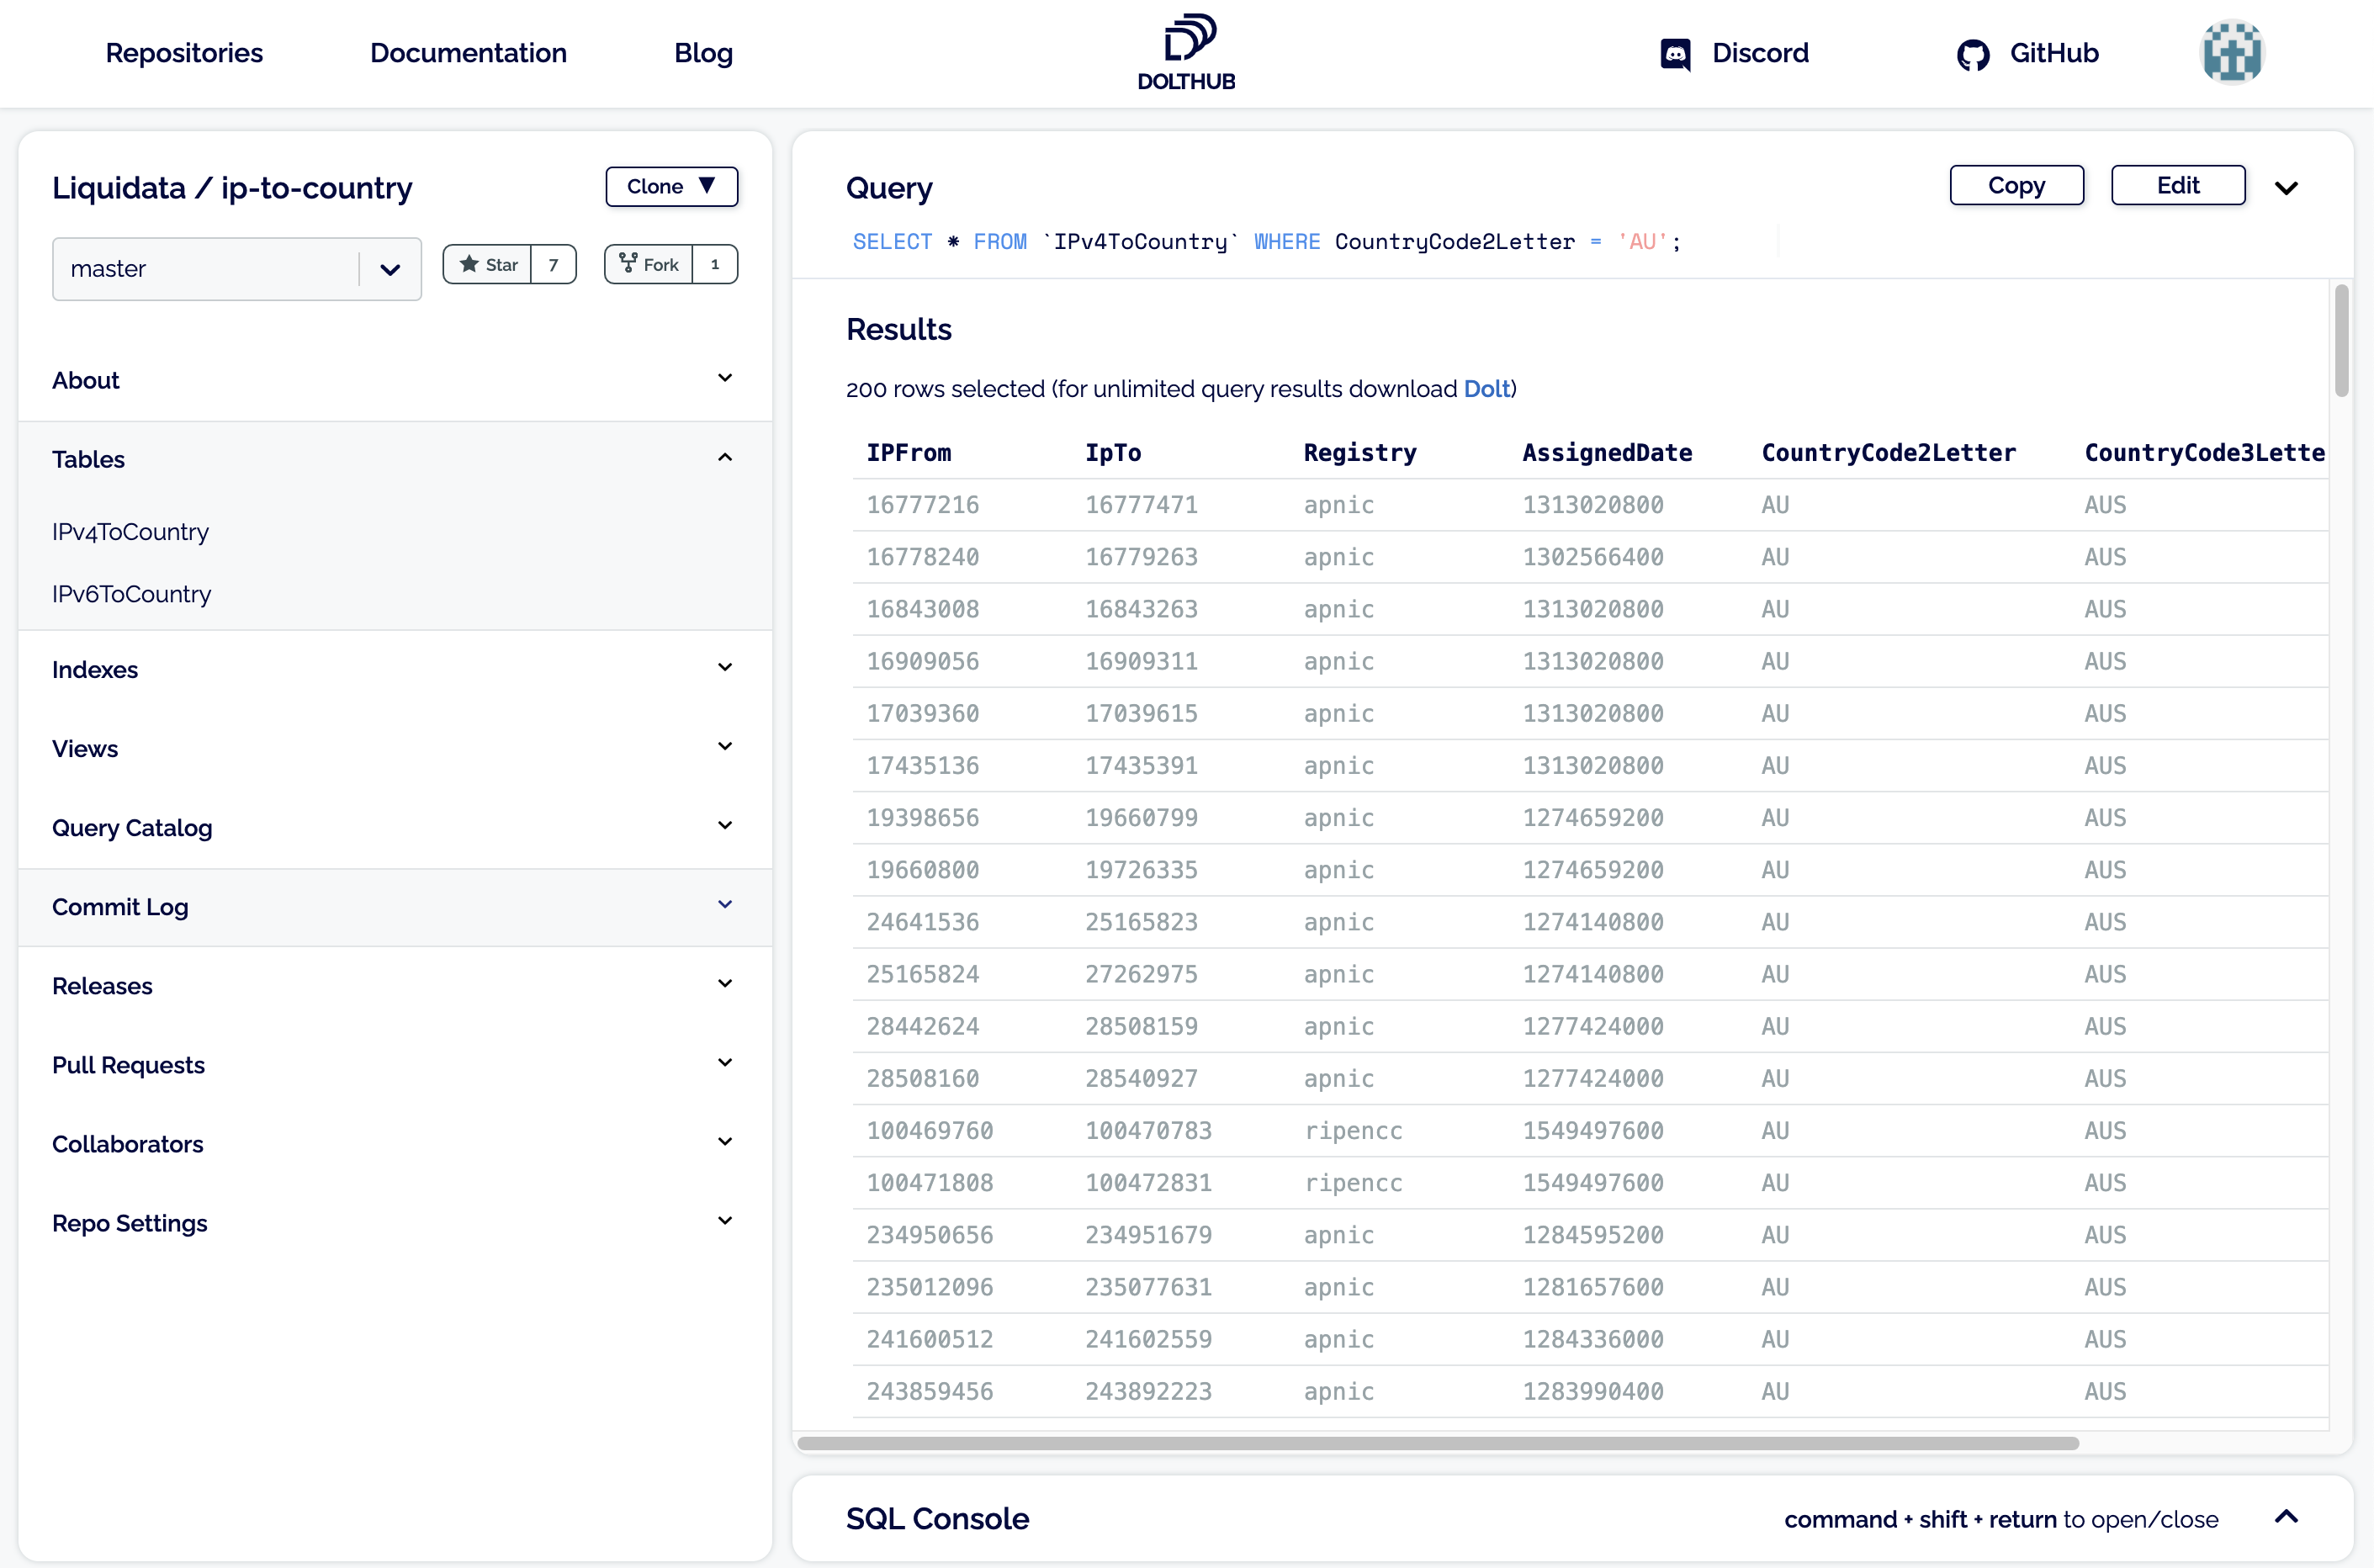 Repositories Documentation Blog DOLTHUB Discord GitHub
Liquidata / ip-to-country Clone ▼
master Star 7 Fork 1
About
Tables
IPv4ToCountry
IPv6ToCountry
Indexes
Views
Query Catalog
Commit Log
Releases
Pull Requests
Collaborators
Repo Settings
Query Copy Edit
SELECT * FROM `IPv4ToCountry` WHERE CountryCode2Letter = 'AU';
Results
200 rows selected (for unlimited query results download Dolt)
IPFrom IpTo Registry AssignedDate CountryCode2Letter CountryCode3Lette
16777216 16777471 apnic 1313020800 AU AUS
16778240 16779263 apnic 1302566400 AU AUS
16843008 16843263 apnic 1313020800 AU AUS
16909056 16909311 apnic 1313020800 AU AUS
17039360 17039615 apnic 1313020800 AU AUS
17435136 17435391 apnic 1313020800 AU AUS
19398656 19660799 apnic 1274659200 AU AUS
19660800 19726335 apnic 1274659200 AU AUS
24641536 25165823 apnic 1274140800 AU AUS
25165824 27262975 apnic 1274140800 AU AUS
28442624 28508159 apnic 1277424000 AU AUS
28508160 28540927 apnic 1277424000 AU AUS
100469760 100470783 ripencc 1549497600 AU AUS
100471808 100472831 ripencc 1549497600 AU AUS
234950656 234951679 apnic 1284595200 AU AUS
235012096 235077631 apnic 1281657600 AU AUS
241600512 241602559 apnic 1284336000 AU AUS
243859456 243892223 apnic 1283990400 AU AUS
SQL Console command + shift + return to open/close